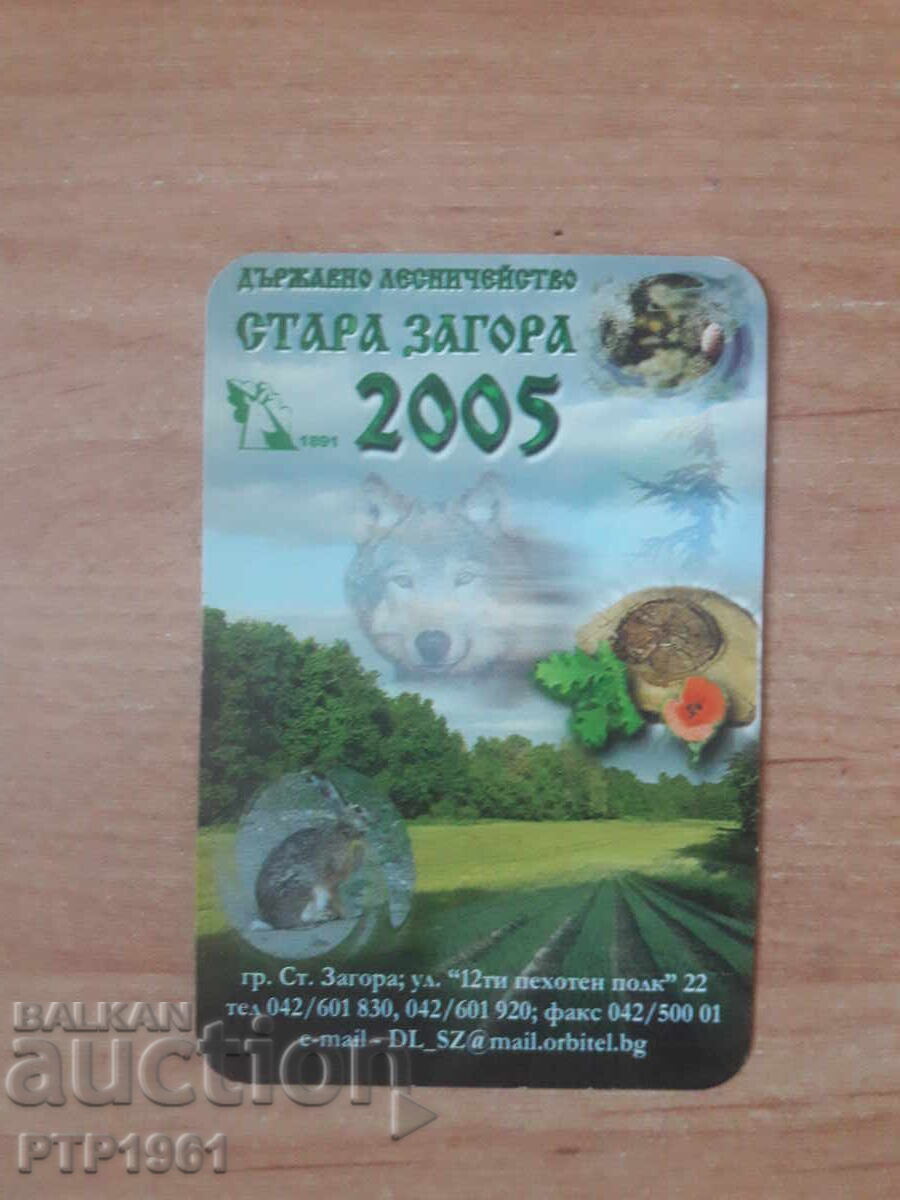 ДЪРЖАВНО ЛЕСНИЧЕЙСТВО
СТАРА ЗАГОРА
2005
1891
гр. Ст. Загора; ул. "12ти пехотен полк" 22
тел 042/601 830, 042/601 920; факс 042/500 01
e-mail - DL_SZ@mail.orbitel.bg
BALKAN
auction
PTP1961